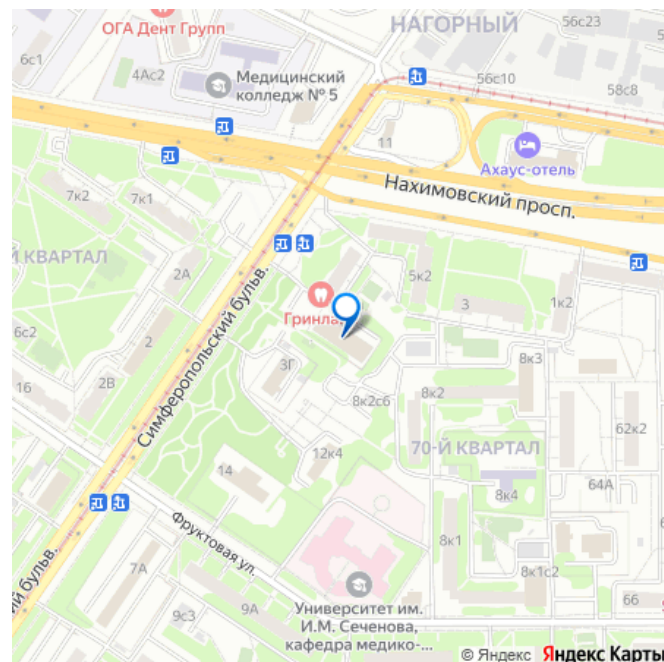 ОГА Дент Групп
НАГОРНЫЙ
56с23
6с1
4Ас2
Медицинский
колледж № 5
56с10
58с8
11
Ахаус-отель
7к2
7к1
Нахимовский просп.
Й КВАРТАЛ
2А
5к2
Гринла
3
1к2
6с2
2
Симферопольский бульв.
3Г
8к3
16
2В
8к2с6
8к2
62к2
12к4
70-Й КВАРТАЛ
14
8к4
64А
Фруктовая ул.
8к1
62
7А
ий бульв.
8к1с2
9с3
9А
66
Университет им.
И.М. Сеченова,
кафедра медико-...
© Яндекс Яндекс Карты